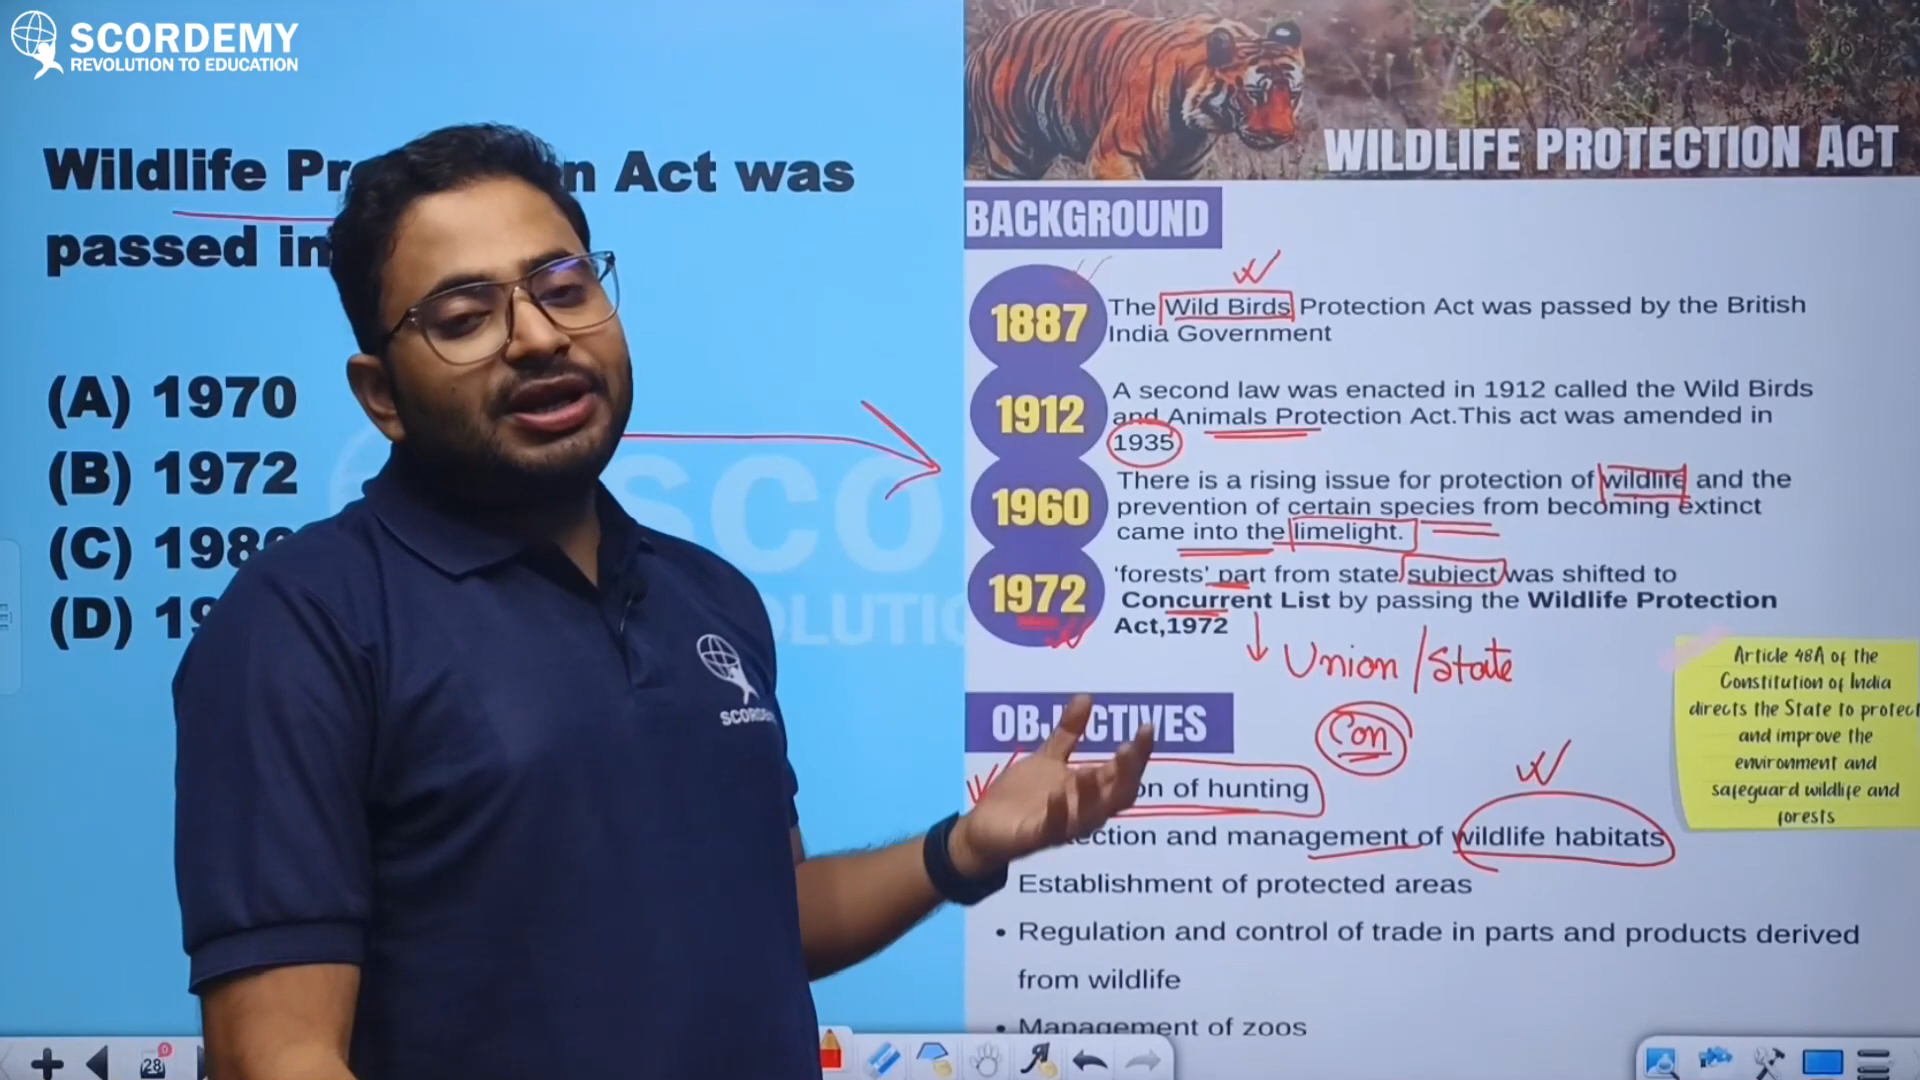 SCORDEMY
REVOLUTION TO EDUCATION
Wildlife Pr n Act was
passed in
(A) 1970
(B) 1972
(C) 198
(D) 19
SCO
OLUTIO
WILDLIFE PROTECTION ACT
BACKGROUND
1887
The Wild Birds Protection Act was passed by the British
India Government
1912
A second law was enacted in 1912 called the Wild Birds
and Animals Protection Act.This act was amended in
1935
1960
There is a rising issue for protection of wildlife and the
prevention of certain species from becoming extinct
came into the limelight.
1972
‘forests’ part from state subject was shifted to
Concurrent List by passing the Wildlife Protection
Act,1972
Union / State
Con
Article 48A of the
Constitution of India
directs the State to protect
and improve the
environment and
safeguard wildlife and
forests
OBJECTIVES
on of hunting
ection and management of wildlife habitats
Establishment of protected areas
• Regulation and control of trade in parts and products derived
from wildlife
• Management of zoos
SCORDEMY
28
0